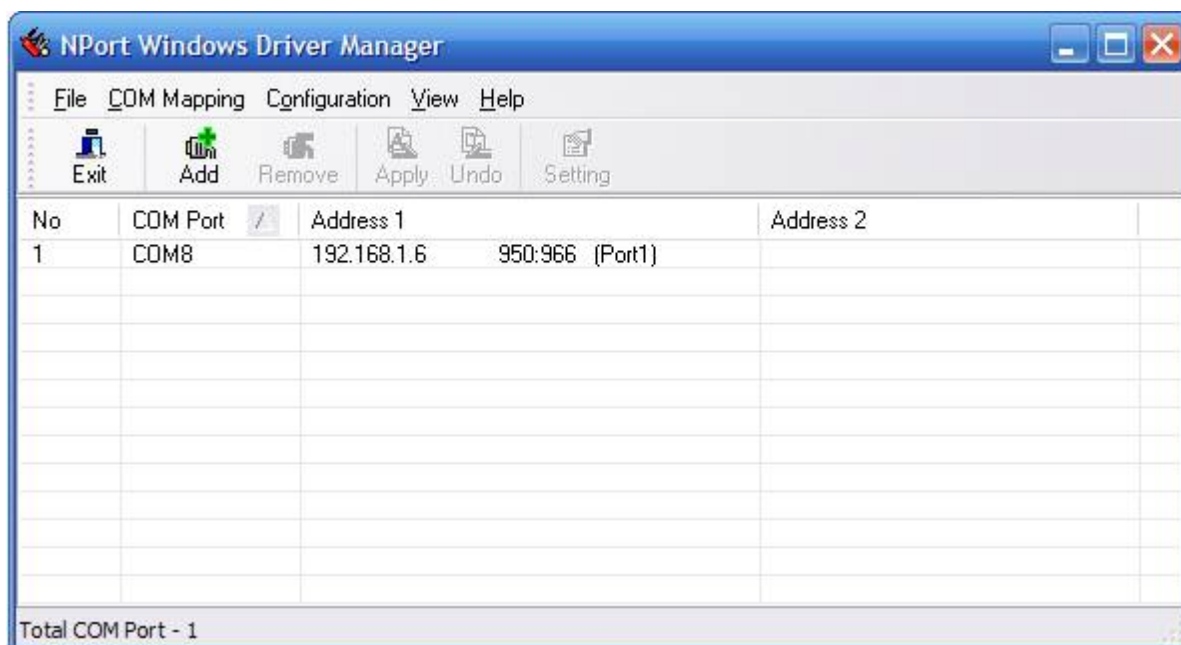 NPort Windows Driver Manager
File COM Mapping Configuration View Help
Exit Add Remove Apply Undo Setting
No COM Port Address 1 Address 2
1 COM8 192.168.1.6 950:966 (Port1)
Total COM Port - 1